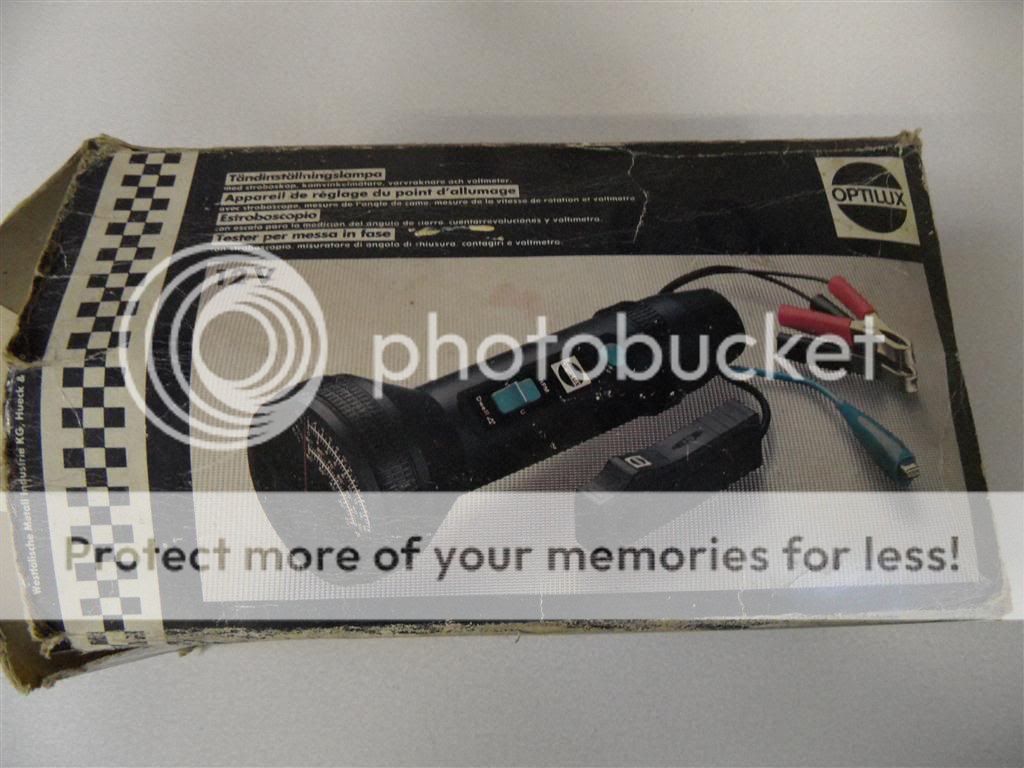 Tändinställningslampa
med stroboskop, kamvinkelmätare, varvräknare och voltmeter.
Appareil de réglage du point d'allumage
avec stroboscope, mesure de l'angle de came, mesure de la vitesse de rotation et voltmètre
Estroboscopio
con escala para la medicion del angulo de cierre, cuentarrevoluciones y voltimetro.
Tester per messa in fase
con stroboscopio, misuratore di angolo di chiusura, contagiri e voltmetro.
OPTILUX
12V
photobucket
Protect more of your memories for less!
Westfälische Metall Industrie KG, Hueck &